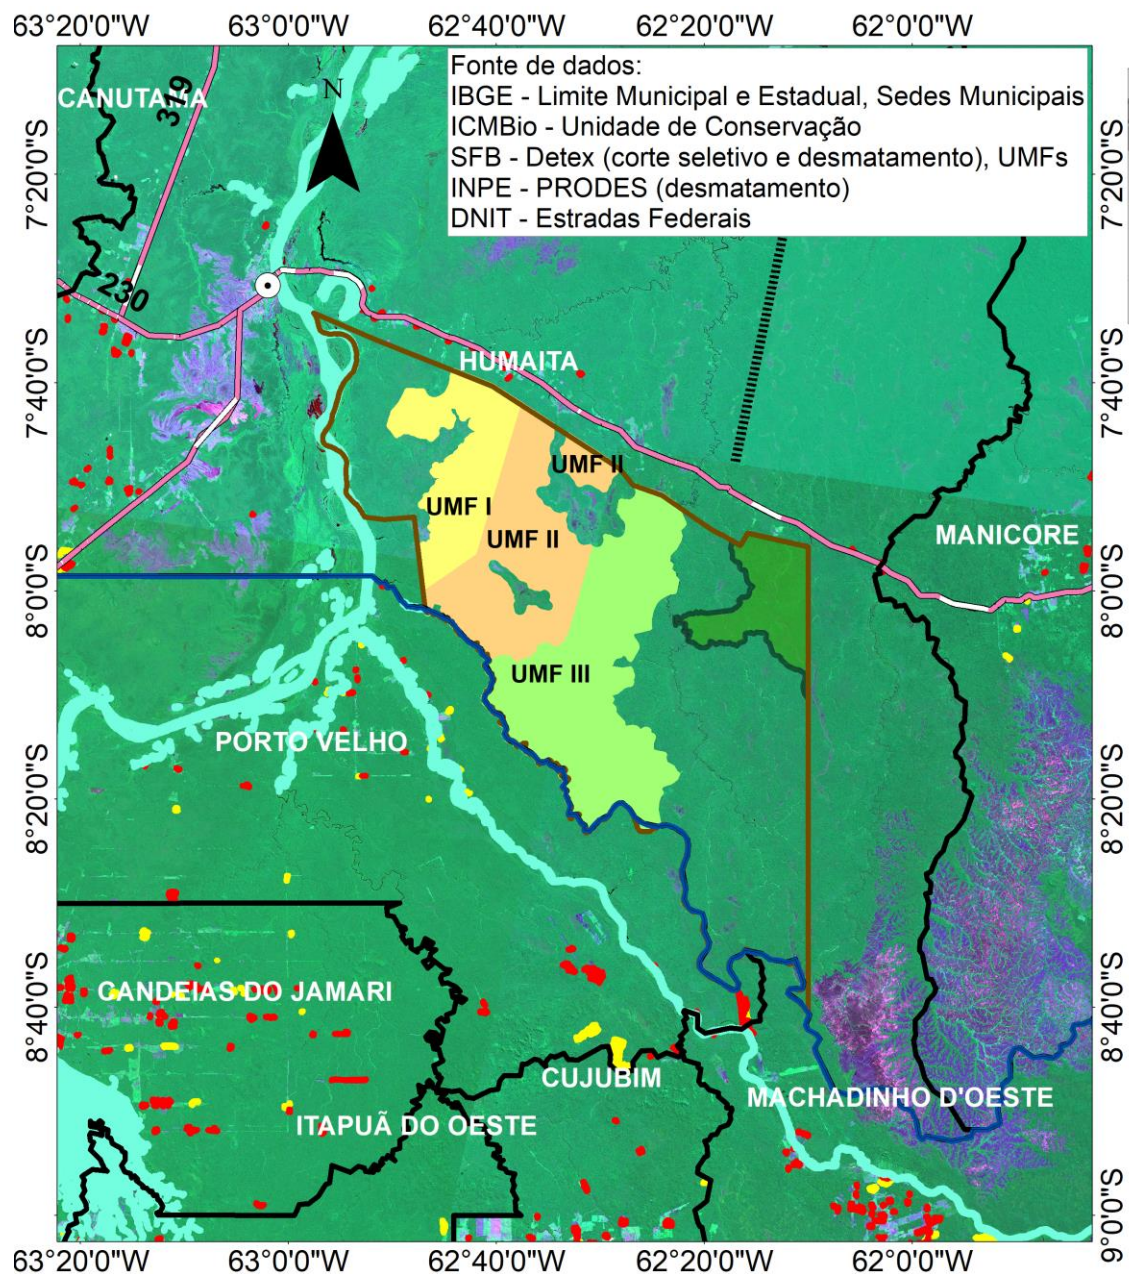 63°20'0"W 63°0'0"W 62°40'0"W 62°20'0"W 62°0'0"W
Fonte de dados:
IBGE - Limite Municipal e Estadual, Sedes Municipais
ICMBio - Unidade de Conservação
SFB - Detex (corte seletivo e desmatamento), UMFs
INPE - PRODES (desmatamento)
DNIT - Estradas Federais
N
CANUTAMA
319
7°20'0"S 7°20'0"S
230
HUMAITA
7°40'0"S 7°40'0"S
UMF II
UMF I
UMF II
MANICORE
8°0'0"S 8°0'0"S
UMF III
PORTO VELHO
8°20'0"S 8°20'0"S
CANDEIAS DO JAMARI
8°40'0"S 8°40'0"S
CUJUBIM
MACHADINHO D'OESTE
ITAPUÃ DO OESTE
9°0'0"S
63°20'0"W 63°0'0"W 62°40'0"W 62°20'0"W 62°0'0"W